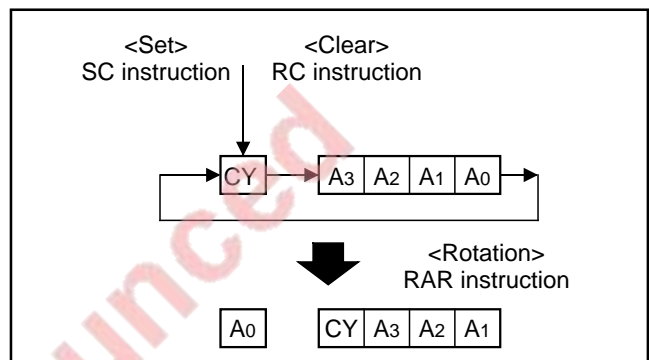 <Set> <Clear>
SC instruction RC instruction
CY A3 A2 A1 A0
<Rotation>
RAR instruction
A0 CY A3 A2 A1
unced